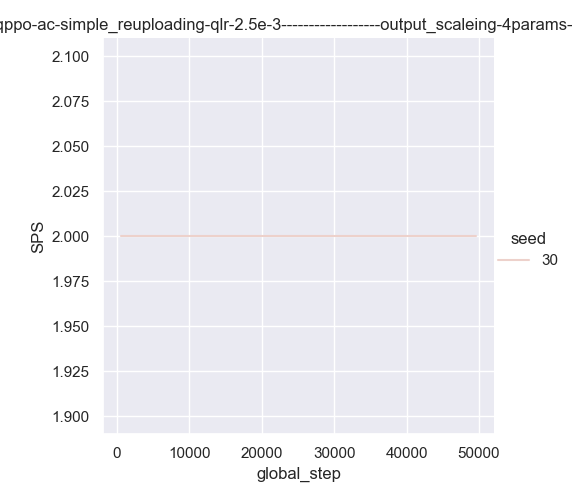 qppo-ac-simple_reuploading-qlr-2.5e-3------------------output_scaleing-4params-
2.100
2.075
2.050
2.025
2.000
1.975
1.950
1.925
1.900
SPS
0 10000 20000 30000 40000 50000
global_step
seed
30